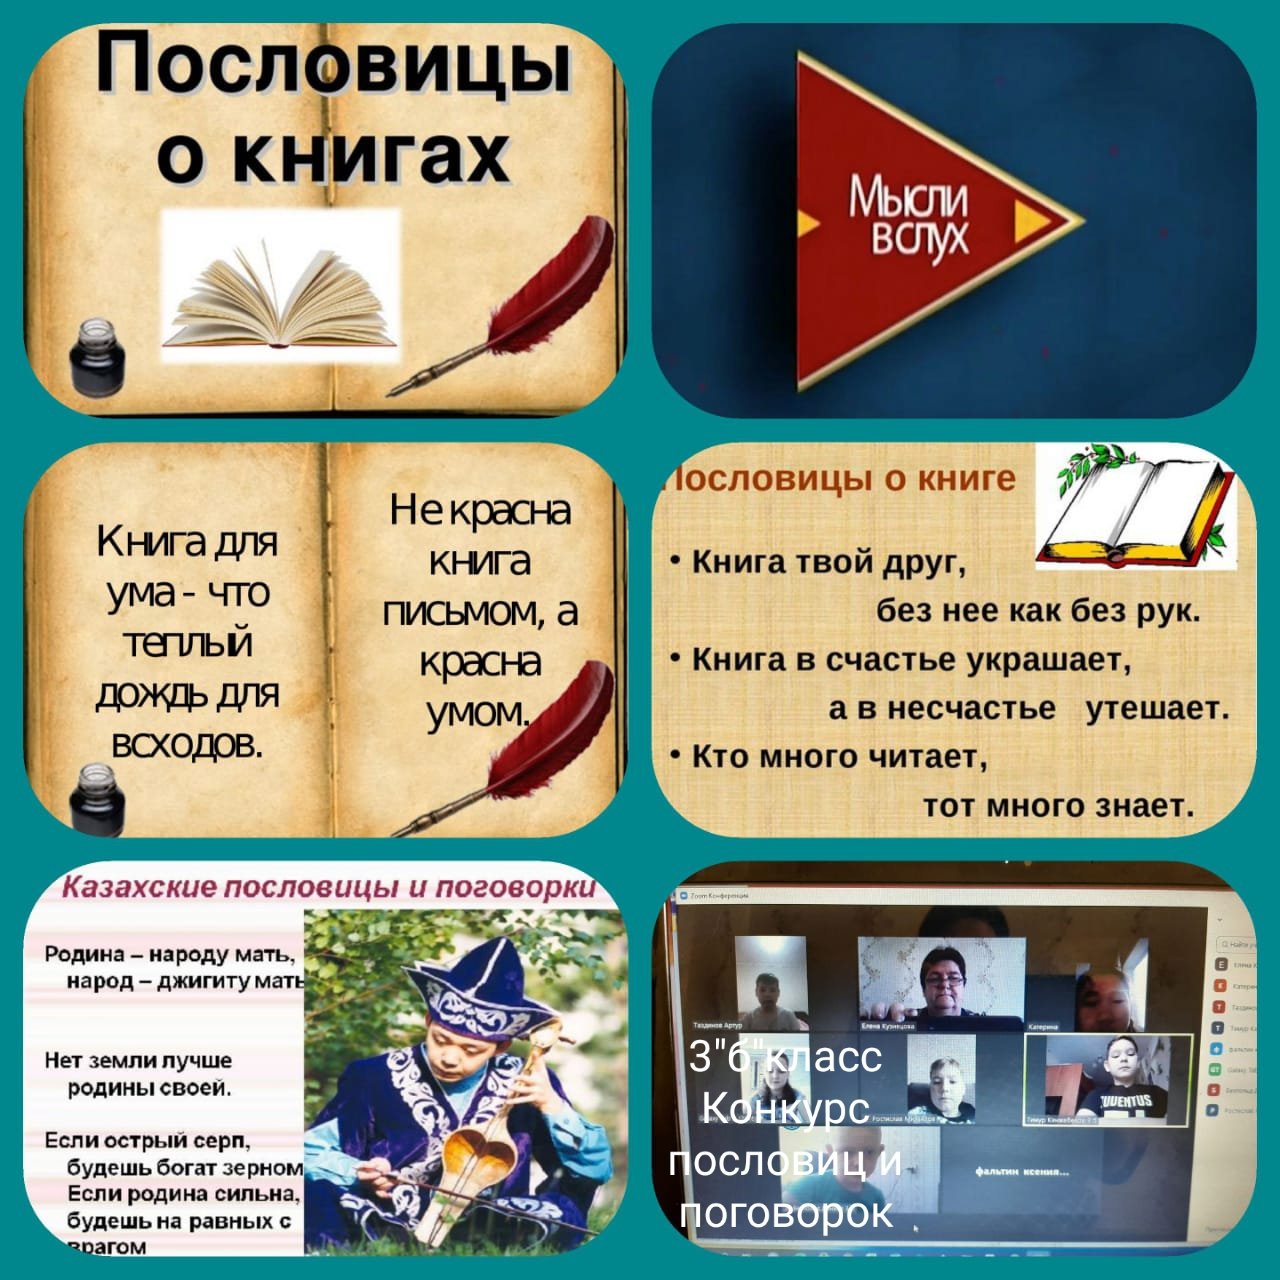 Пословицы
о книгах
Мысли
вслух
Книга для
ума - что
теплый
дождь для
всходов.
Не красна
книга
письмом, а
красна
умом.
Пословицы о книге
• Книга твой друг,
без нее как без рук.
• Книга в счастье украшает,
а в несчастье утешает.
• Кто много читает,
тот много знает.
Казахские пословицы и поговорки
Родина – народу мать,
народ – джигиту мать
Нет земли лучше
родины своей.
Если острый серп,
будешь богат зерном
Если родина сильна,
будешь на равных с
врагом
Zoom Конференция
Таздинов Артур
Елена Кузнецова
Катерина
JUVENTUS
фальтин ксения...
3"б"класс
Конкурс
пословиц и
поговорок